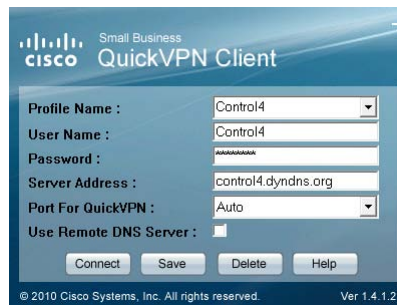 Small Business
CISCO QuickVPN Client
Profile Name : Control4
User Name : Control4
Password : **********
Server Address : control4.dyndns.org
Port For QuickVPN : Auto
Use Remote DNS Server :
Connect Save Delete Help
© 2010 Cisco Systems, Inc. All rights reserved. Ver 1.4.1.2